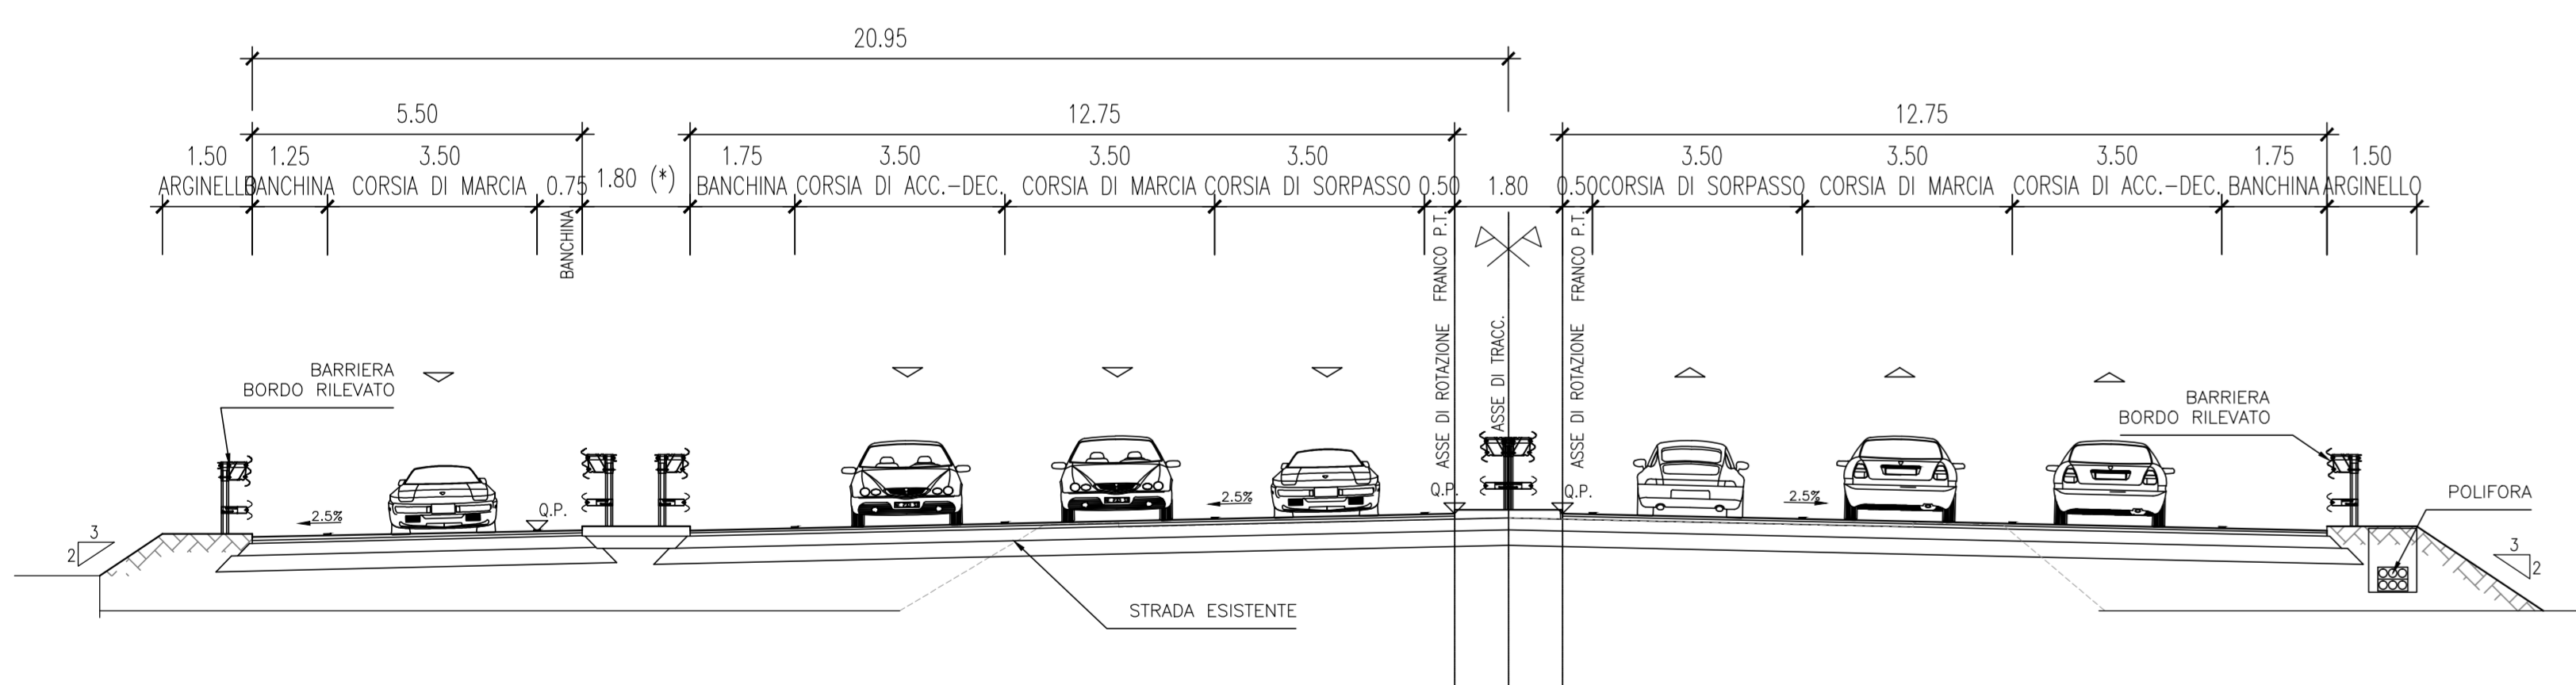 20.95
5.50
12.75
12.75
1.50
1.25
3.50
1.80 (*)
1.75
3.50
3.50
3.50
3.50
3.50
3.50
1.75
1.50
ARGINELLO
BANCHINA
CORSIA DI MARCIA
0.75
BANCHINA
CORSIA DI ACC.-DEC.
CORSIA DI MARCIA
CORSIA DI SORPASSO
0.50
1.80
0.50
CORSIA DI SORPASSO
CORSIA DI MARCIA
CORSIA DI ACC.-DEC.
BANCHINA
ARGINELLO
BANCHINA
ASSE DI ROTAZIONE
FRANCO P.T.
ASSE DI TRACC.
ASSE DI ROTAZIONE
FRANCO P.T.
BARRIERA
BORDO RILEVATO
BARRIERA
BORDO RILEVATO
Q.P.
Q.P.
Q.P.
2.5%
2.5%
2.5%
POLIFORA
3
2
3
2
STRADA ESISTENTE